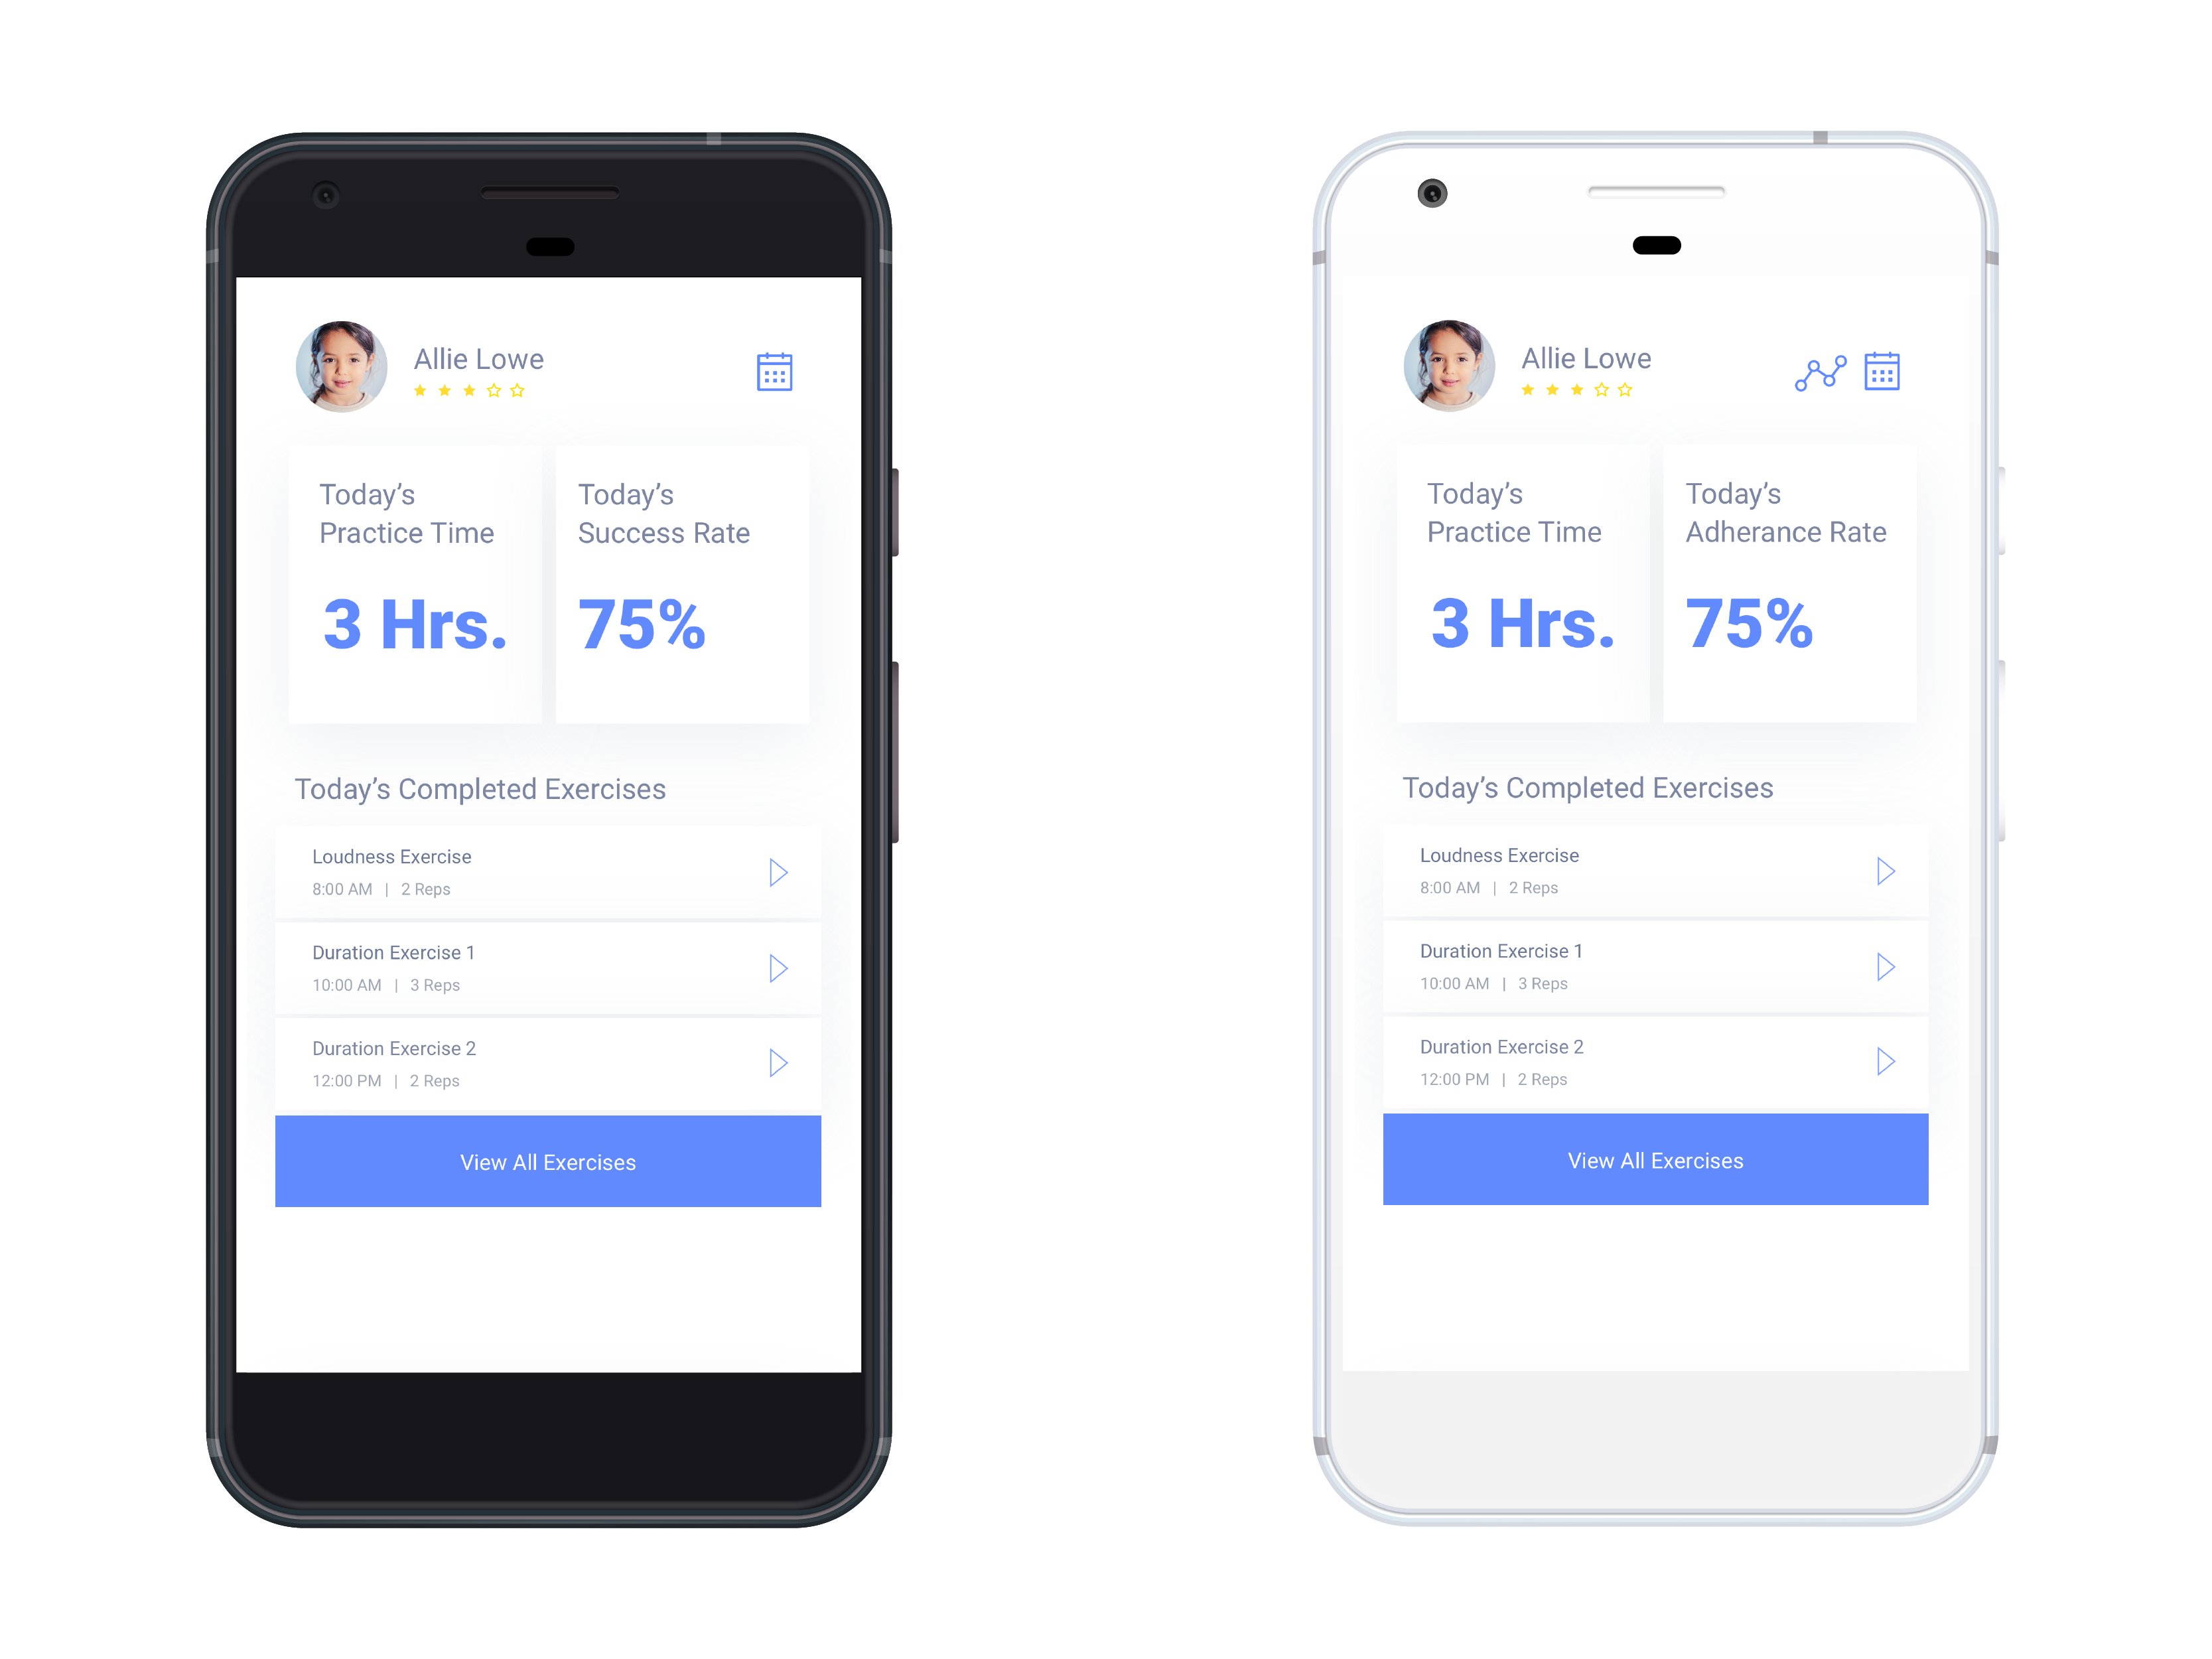 Allie Lowe
Today’s
Practice Time
3 Hrs.
Today’s
Success Rate
75%
Today’s Completed Exercises
Loudness Exercise
8:00 AM | 2 Reps
Duration Exercise 1
10:00 AM | 3 Reps
Duration Exercise 2
12:00 PM | 2 Reps
View All Exercises
Allie Lowe
Today’s
Practice Time
3 Hrs.
Today’s
Adherance Rate
75%
Today’s Completed Exercises
Loudness Exercise
8:00 AM | 2 Reps
Duration Exercise 1
10:00 AM | 3 Reps
Duration Exercise 2
12:00 PM | 2 Reps
View All Exercises